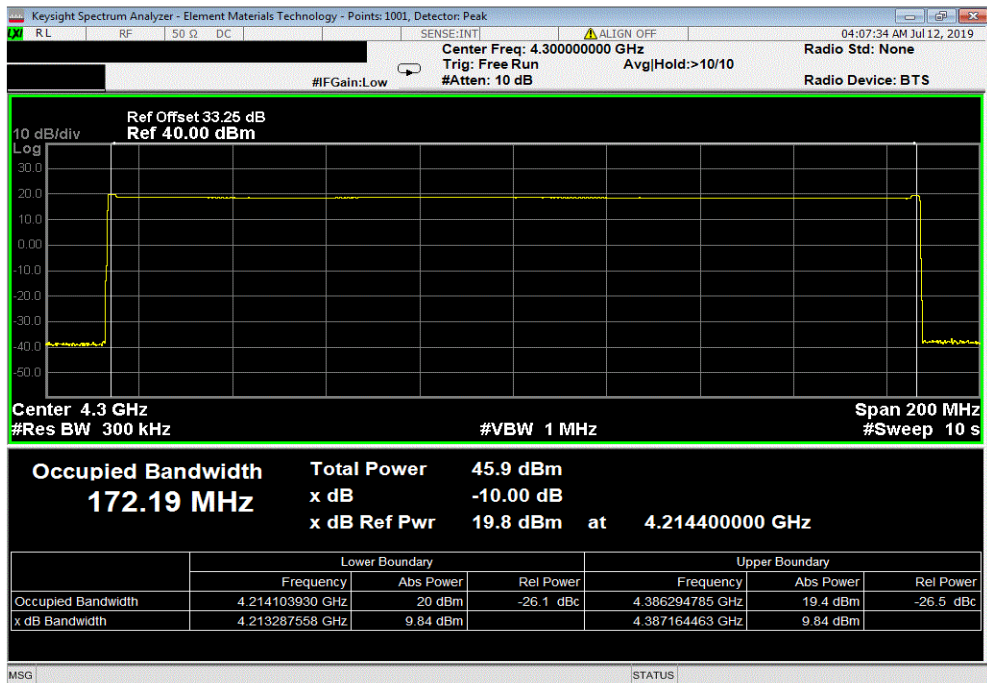 Keysight Spectrum Analyzer - Element Materials Technology - Points: 1001, Detector: Peak
LXI RL RF 50 Ω DC SENSE:INT ALIGN OFF 04:07:34 AM Jul 12, 2019
Center Freq: 4.300000000 GHz Radio Std: None
Trig: Free Run Avg|Hold:>10/10
#IFGain:Low #Atten: 10 dB Radio Device: BTS
Ref Offset 33.25 dB
10 dB/div Ref 40.00 dBm
Log
30.0
20.0
10.0
0.00
-10.0
-20.0
-30.0
-40.0
-50.0
Center 4.3 GHz Span 200 MHz
#Res BW 300 kHz #VBW 1 MHz #Sweep 10 s
Occupied Bandwidth Total Power 45.9 dBm
172.19 MHz x dB -10.00 dB
x dB Ref Pwr 19.8 dBm at 4.214400000 GHz
Lower Boundary Upper Boundary
Frequency Abs Power Rel Power Frequency Abs Power Rel Power
Occupied Bandwidth 4.214103930 GHz 20 dBm -26.1 dBc 4.386294785 GHz 19.4 dBm -26.5 dBc
x dB Bandwidth 4.213287558 GHz 9.84 dBm 4.387164463 GHz 9.84 dBm
MSG STATUS